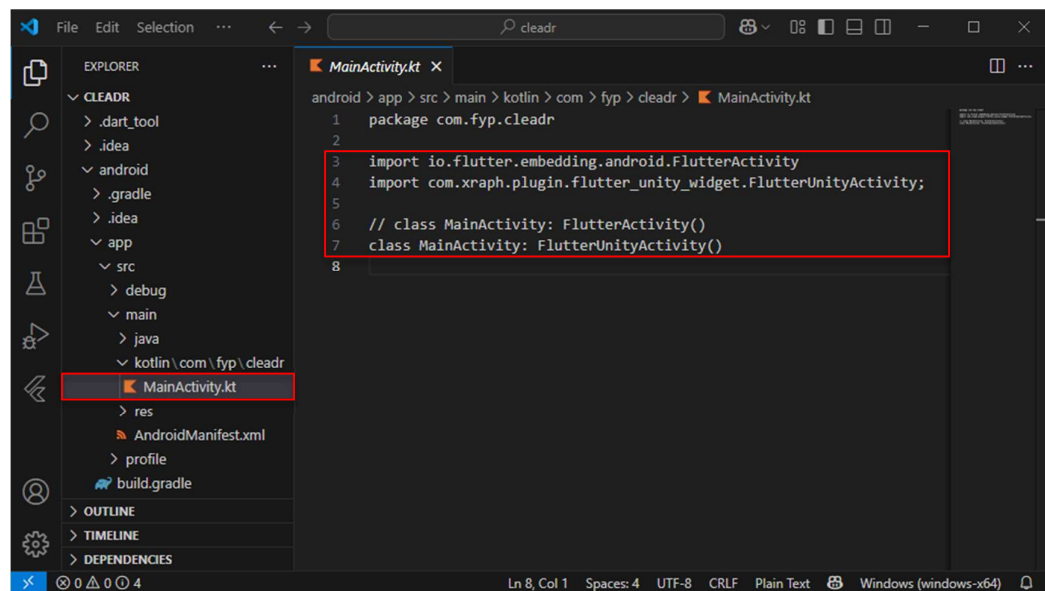 File Edit Selection ··· cleadr
EXPLORER ···
CLEADR
.dart_tool
.idea
android
.gradle
.idea
app
src
debug
main
java
kotlin\com\fyp\cleadr
MainActivity.kt
res
AndroidManifest.xml
profile
build.gradle
OUTLINE
TIMELINE
DEPENDENCIES
MainActivity.kt
android > app > src > main > kotlin > com > fyp > cleadr > MainActivity.kt
1 package com.fyp.cleadr
2
3 import io.flutter.embedding.android.FlutterActivity
4 import com.xraph.plugin.flutter_unity_widget.FlutterUnityActivity;
5
6 // class MainActivity: FlutterActivity()
7 class MainActivity: FlutterUnityActivity()
8
0 0 4 Ln 8, Col 1 Spaces: 4 UTF-8 CRLF Plain Text Windows (windows-x64)